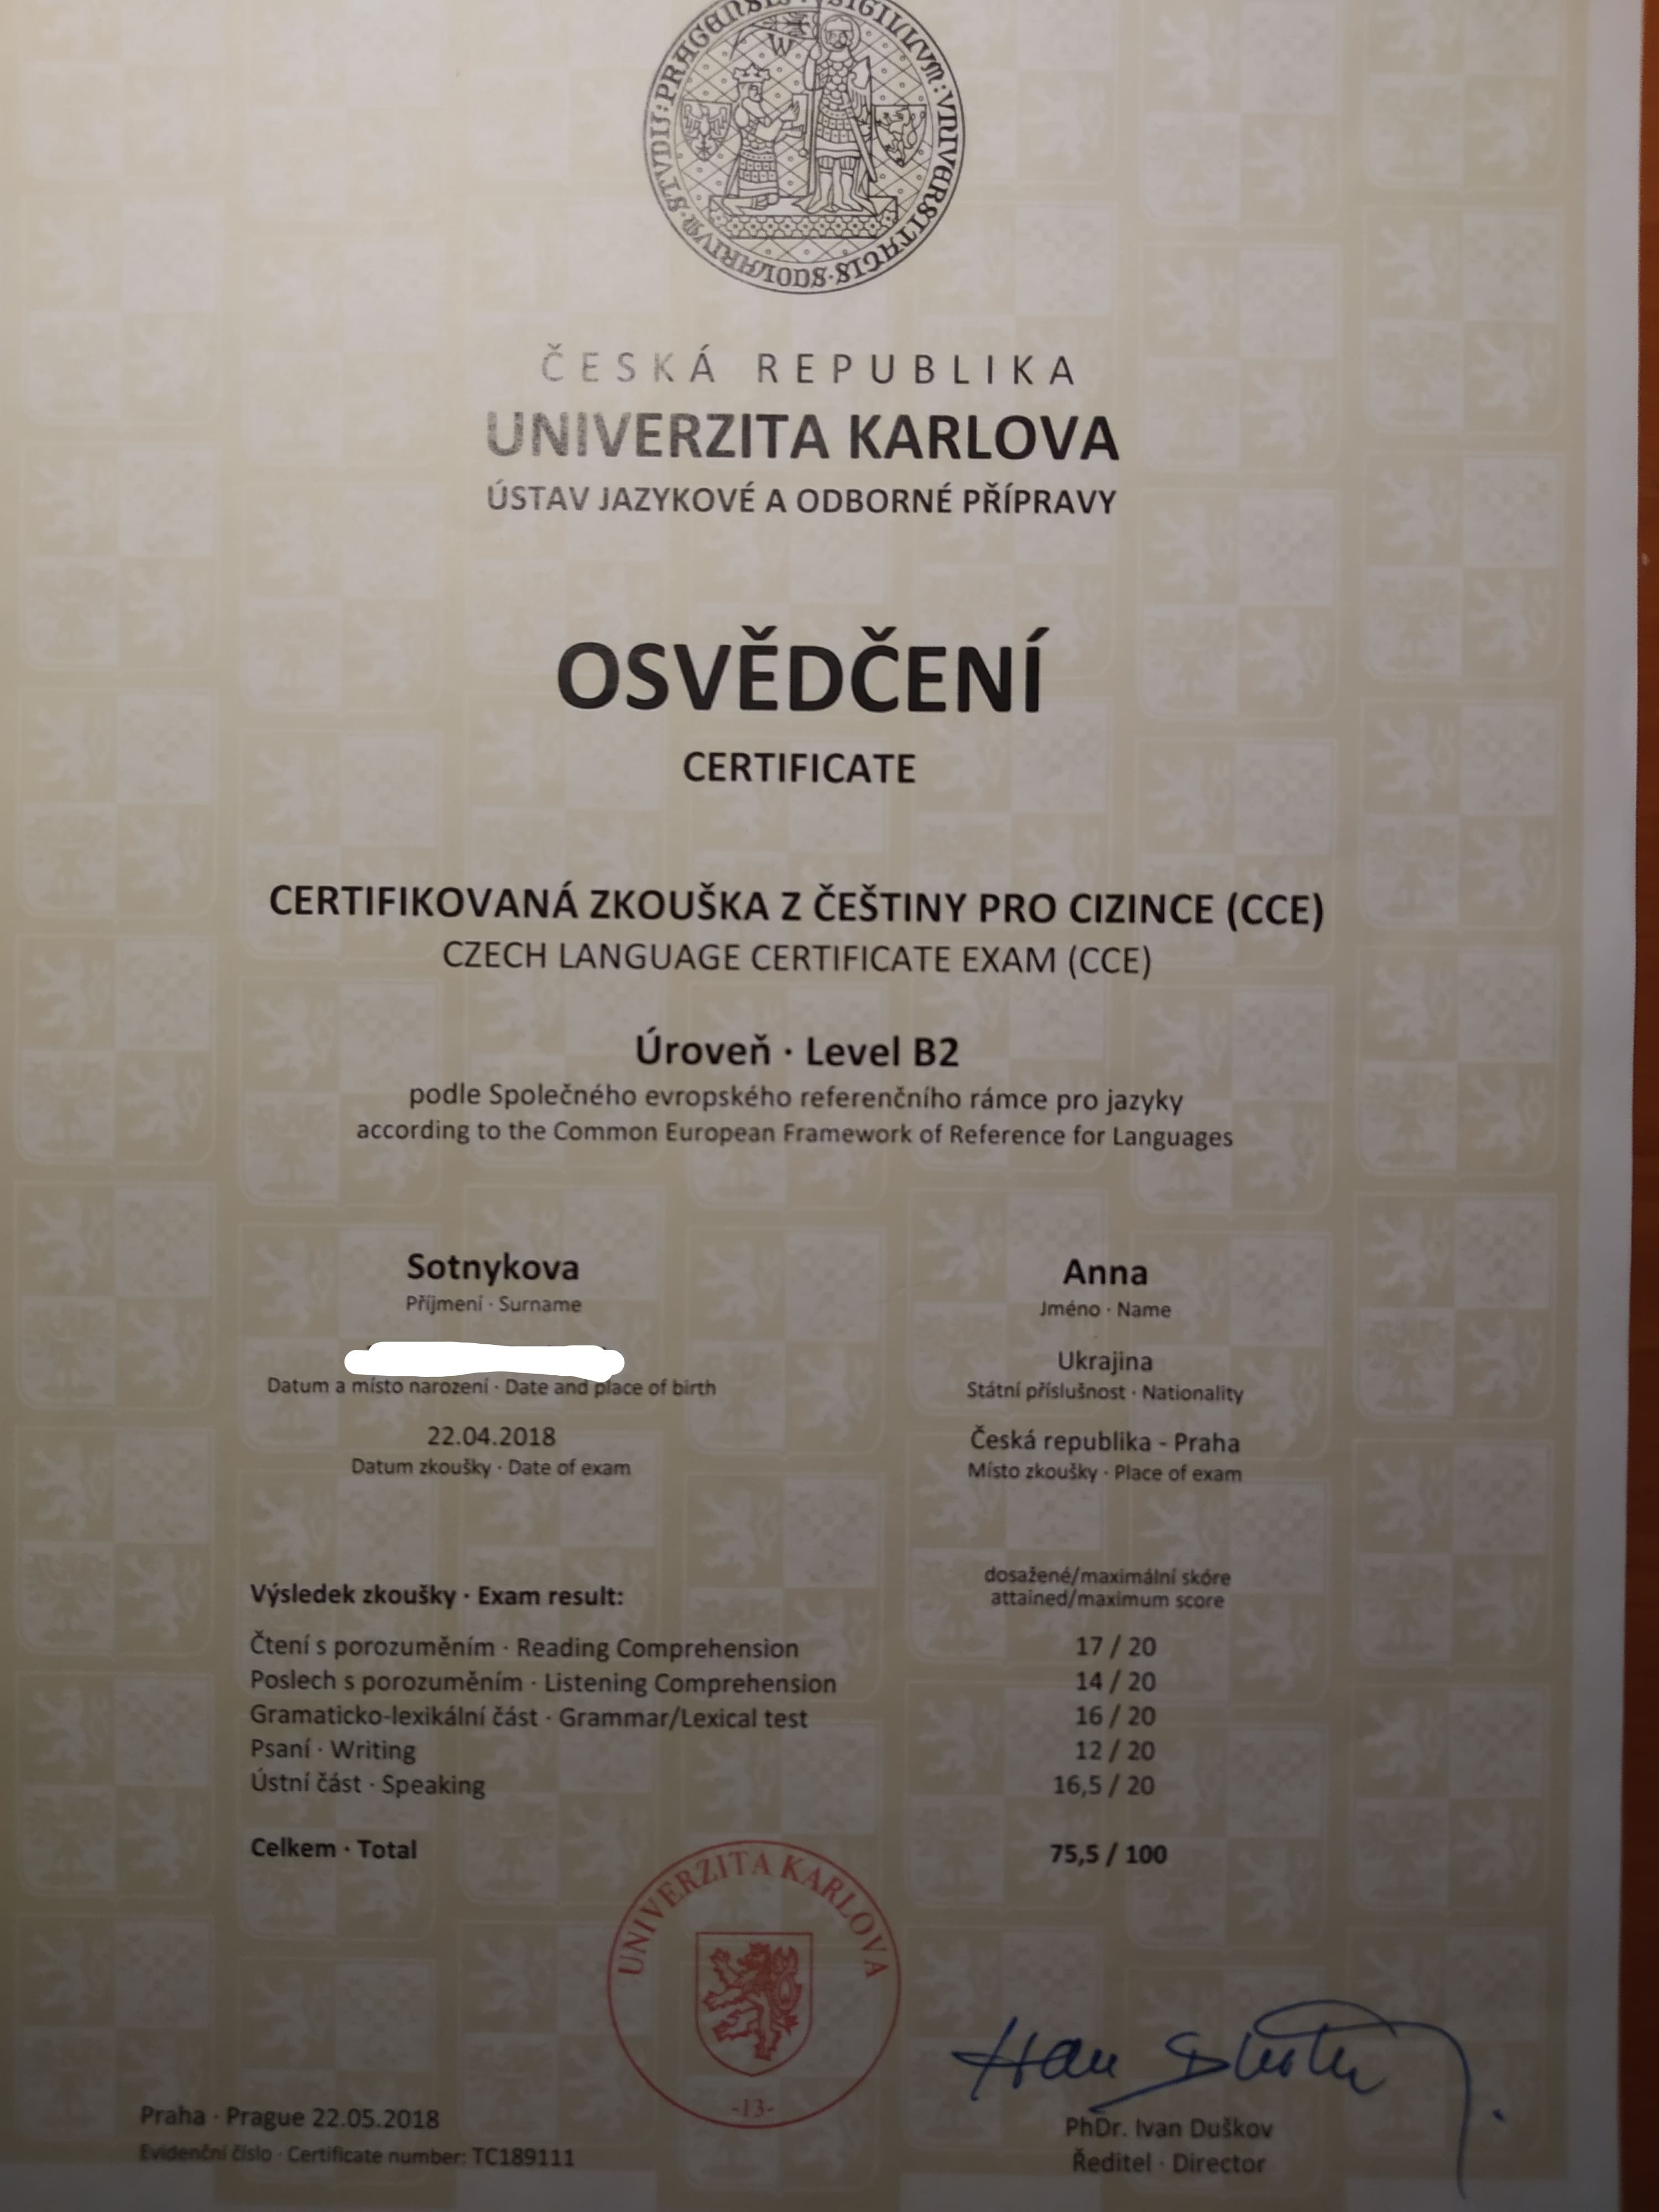 SIGILLVM · VNIVERSITATIS · SCOLARIVM · STVDII · PRAGENSIS
ČESKÁ REPUBLIKA
UNIVERZITA KARLOVA
ÚSTAV JAZYKOVÉ A ODBORNÉ PŘÍPRAVY
OSVĚDČENÍ
CERTIFICATE
CERTIFIKOVANÁ ZKOUŠKA Z ČEŠTINY PRO CIZINCE (CCE)
CZECH LANGUAGE CERTIFICATE EXAM (CCE)
Úroveň · Level B2
podle Společného evropského referenčního rámce pro jazyky
according to the Common European Framework of Reference for Languages
Sotnykova Anna
Příjmení · Surname Jméno · Name
Ukrajina
Datum a místo narození · Date and place of birth Státní příslušnost · Nationality
22.04.2018 Česká republika - Praha
Datum zkoušky · Date of exam Místo zkoušky · Place of exam
dosažené/maximální skóre
Výsledek zkoušky · Exam result: attained/maximum score
Čtení s porozuměním · Reading Comprehension 17 / 20
Poslech s porozuměním · Listening Comprehension 14 / 20
Gramaticko-lexikální část · Grammar/Lexical test 16 / 20
Psaní · Writing 12 / 20
Ústní část · Speaking 16,5 / 20
Celkem · Total 75,5 / 100
UNIVERZITA KARLOVA
-13-
Praha · Prague 22.05.2018
PhDr. Ivan Duškov
Evidenční číslo · Certificate number: TC189111
Ředitel · Director